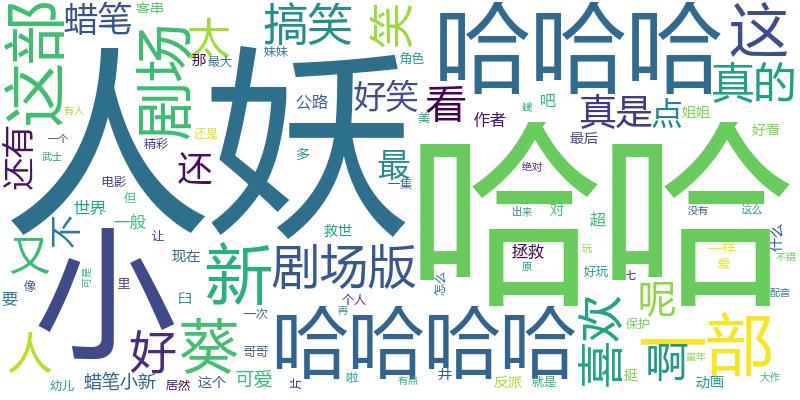 客串
蜡笔
搞笑
笑
哈哈哈
这
这部
剧场
太
那
最大
妹妹
角色
真的
人妖
公路
好笑
看
吧
美
真是
点
姐姐
有人
一个
还是
作者
最后
好看
还有
武士
精彩
还
多
最
哈哈
电影
一集
绝对
世界
但
出来
对
没有
这么
不
一般
救世
超
什么
又
小
让
现在
新
剧场版
拯救
一样
玩
不错
像
可是
里
原
好玩
爱
七
配音
要
臼
个人
怎么
呢
喜欢
一次
再
哈哈哈哈
保护
一部
人
好
葵
哥哥
啊
童年
幼儿
蜡笔小新
居然
这个
可爱
啦
有点
井
反派
就是
挺
动画
大作